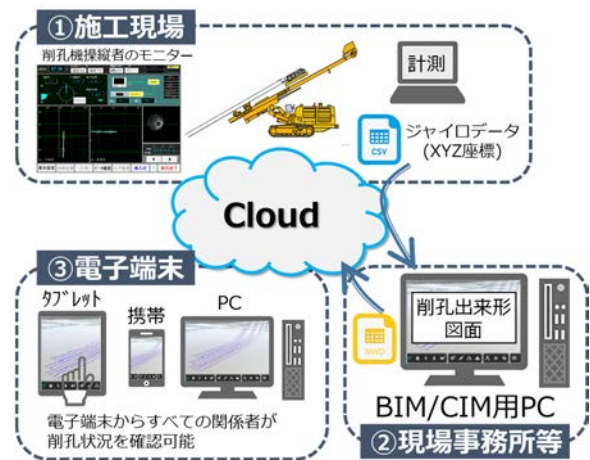 ①施工現場
削孔機操縦者のモニター
計測
CSV
ジャイロデータ
(XYZ座標)
Cloud
③電子端末
ﾀﾌﾞﾚｯﾄ
携帯
PC
電子端末からすべての関係者が
削孔状況を確認可能
NWD
削孔出来形
図面
BIM/CIM用PC
②現場事務所等